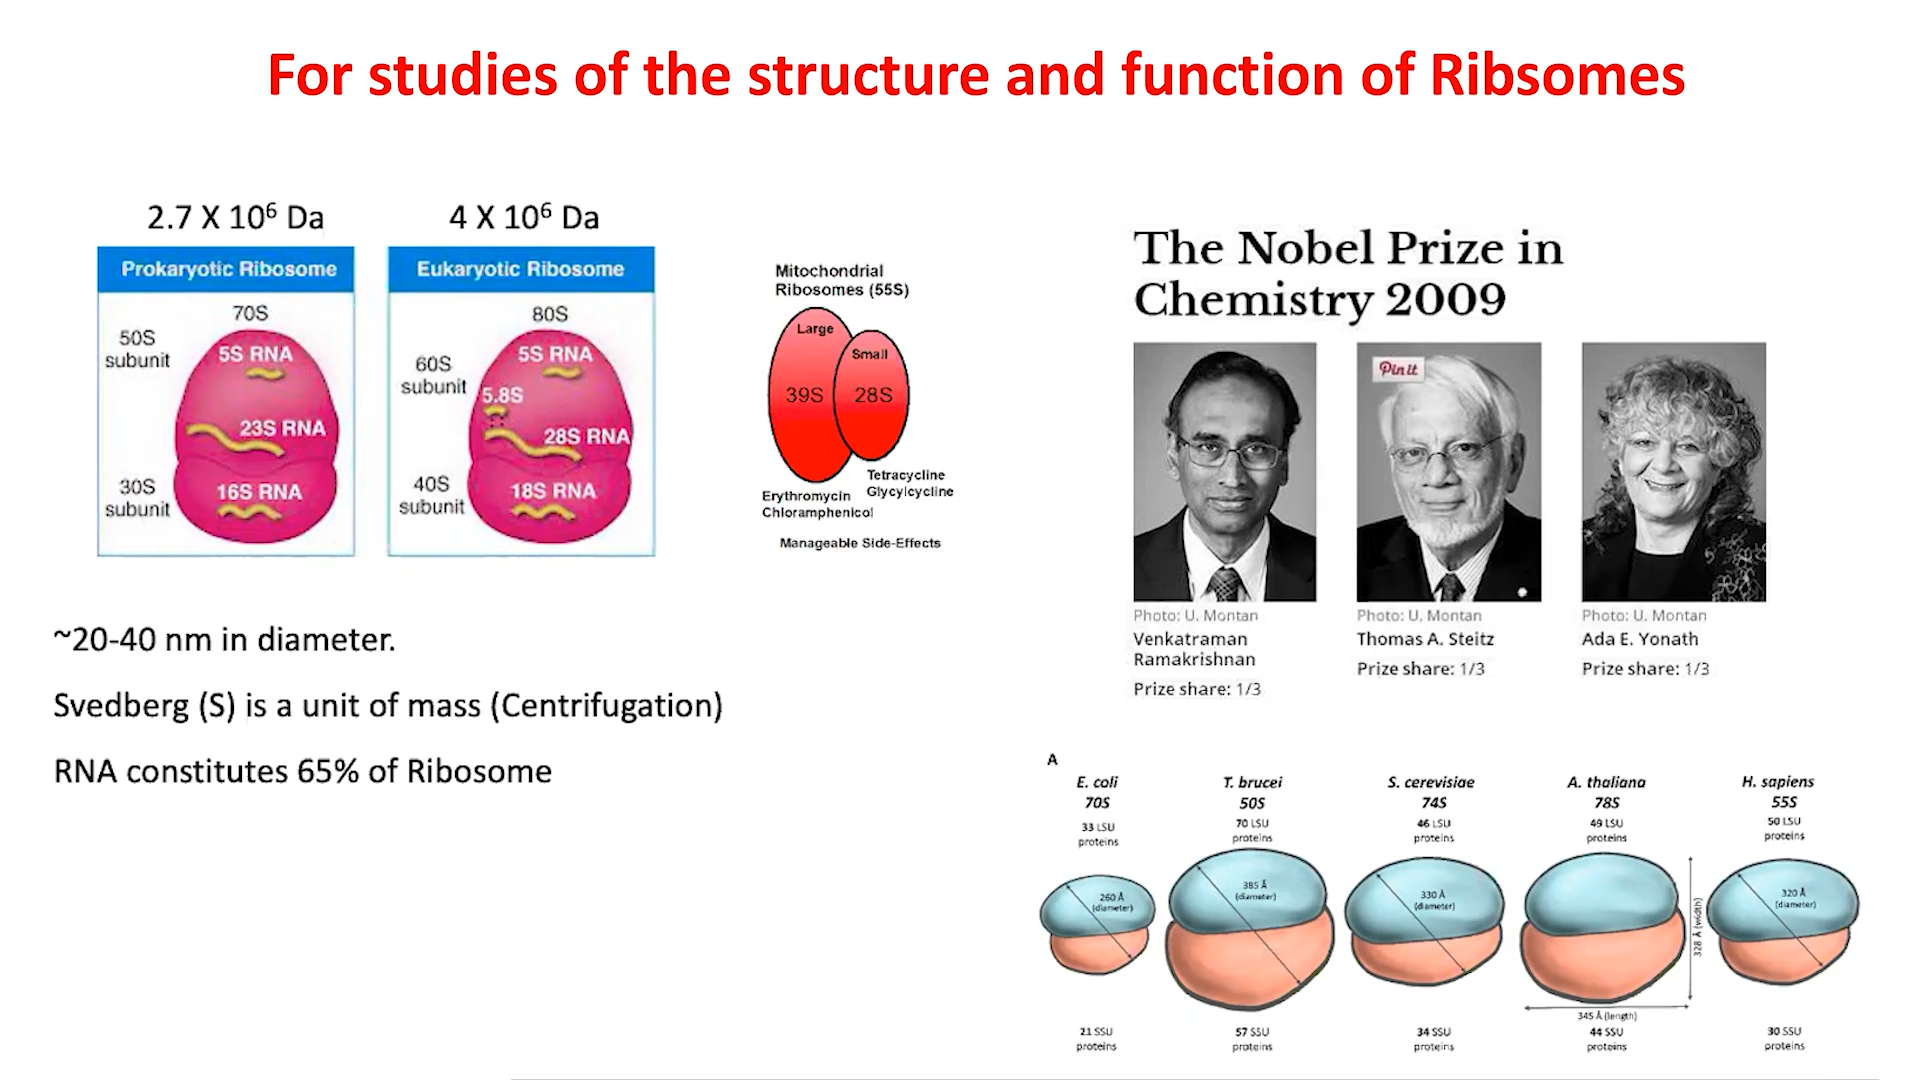 For studies of the structure and function of Ribsomes
2.7 X 10⁶ Da
4 X 10⁶ Da
Prokaryotic Ribosome
70S
50S
subunit
5S RNA
23S RNA
30S
subunit
16S RNA
Eukaryotic Ribosome
80S
60S
subunit
5S RNA
5.8S
28S RNA
40S
subunit
18S RNA
Mitochondrial
Ribosomes (55S)
Large
Small
39S
28S
Tetracycline
Glycylcycline
Erythromycin
Chloramphenicol
Manageable Side-Effects
The Nobel Prize in
Chemistry 2009
Pin it
Photo: U. Montan
Venkatraman
Ramakrishnan
Prize share: 1/3
Photo: U. Montan
Thomas A. Steitz
Prize share: 1/3
Photo: U. Montan
Ada E. Yonath
Prize share: 1/3
~20-40 nm in diameter.
Svedberg (S) is a unit of mass (Centrifugation)
RNA constitutes 65% of Ribosome
A
E. coli
70S
33 LSU
proteins
260 Å
(diameter)
21 SSU
proteins
T. brucei
50S
70 LSU
proteins
385 Å
(diameter)
57 SSU
proteins
S. cerevisiae
74S
46 LSU
proteins
330 Å
(diameter)
34 SSU
proteins
A. thaliana
78S
49 LSU
proteins
328 Å (width)
345 Å (length)
44 SSU
proteins
H. sapiens
55S
50 LSU
proteins
320 Å
(diameter)
30 SSU
proteins